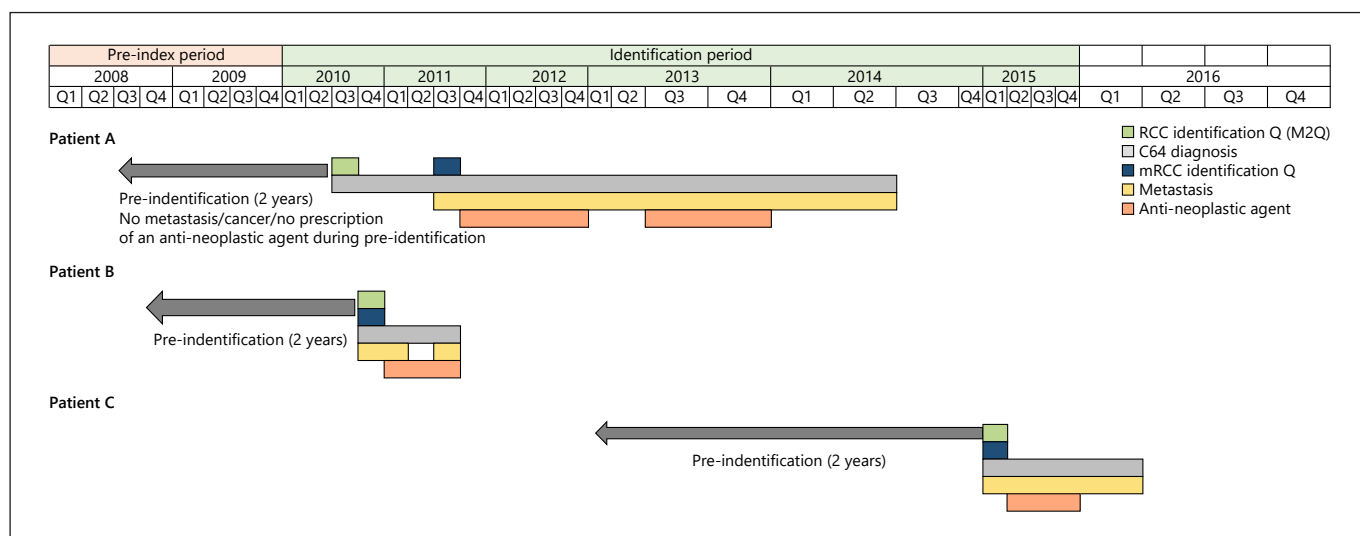 Pre-index period Identification period
2008 2009 2010 2011 2012 2013 2014 2015 2016
Q1 Q2 Q3 Q4 Q1 Q2 Q3 Q4 Q1 Q2 Q3 Q4 Q1 Q2 Q3 Q4 Q1 Q2 Q3 Q4 Q1 Q2 Q3 Q4 Q1 Q2 Q3 Q4 Q1 Q2 Q3 Q4 Q1 Q2 Q3 Q4
Patient A
Pre-indentification (2 years)
No metastasis/cancer/no prescription
of an anti-neoplastic agent during pre-identification
RCC identification Q (M2Q)
C64 diagnosis
mRCC identification Q
Metastasis
Anti-neoplastic agent
Patient B
Pre-indentification (2 years)
Patient C
Pre-indentification (2 years)